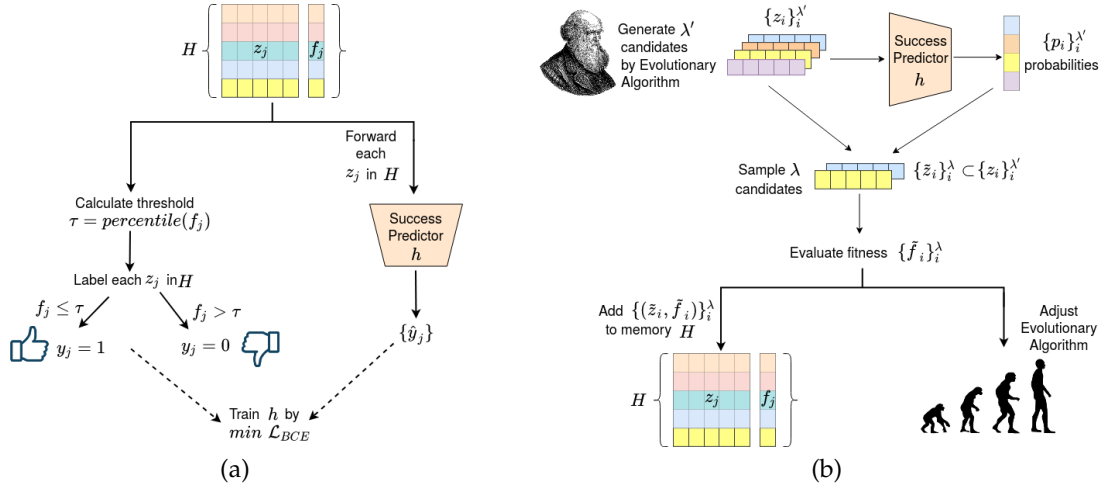 H
z_j
f_j
Forward
each
z_j in H
Calculate threshold
τ = percentile(f_j)
Success
Predictor
h
Label each z_j in H
f_j ≤ τ
f_j > τ
y_j = 1
y_j = 0
{ŷ_j}
Train h by
min ℒ_BCE
(a)
Generate λ′
candidates
by Evolutionary
Algorithm
{z_i}_i^λ′
Success
Predictor
h
{p_i}_i^λ′
probabilities
Sample λ
candidates
{z̃_i}_i^λ ⊂ {z_i}_i^λ′
Evaluate fitness {f̃_i}_i^λ
Add {(z̃_i, f̃_i)}_i^λ
to memory H
Adjust
Evolutionary
Algorithm
H
z_j
f_j
(b)